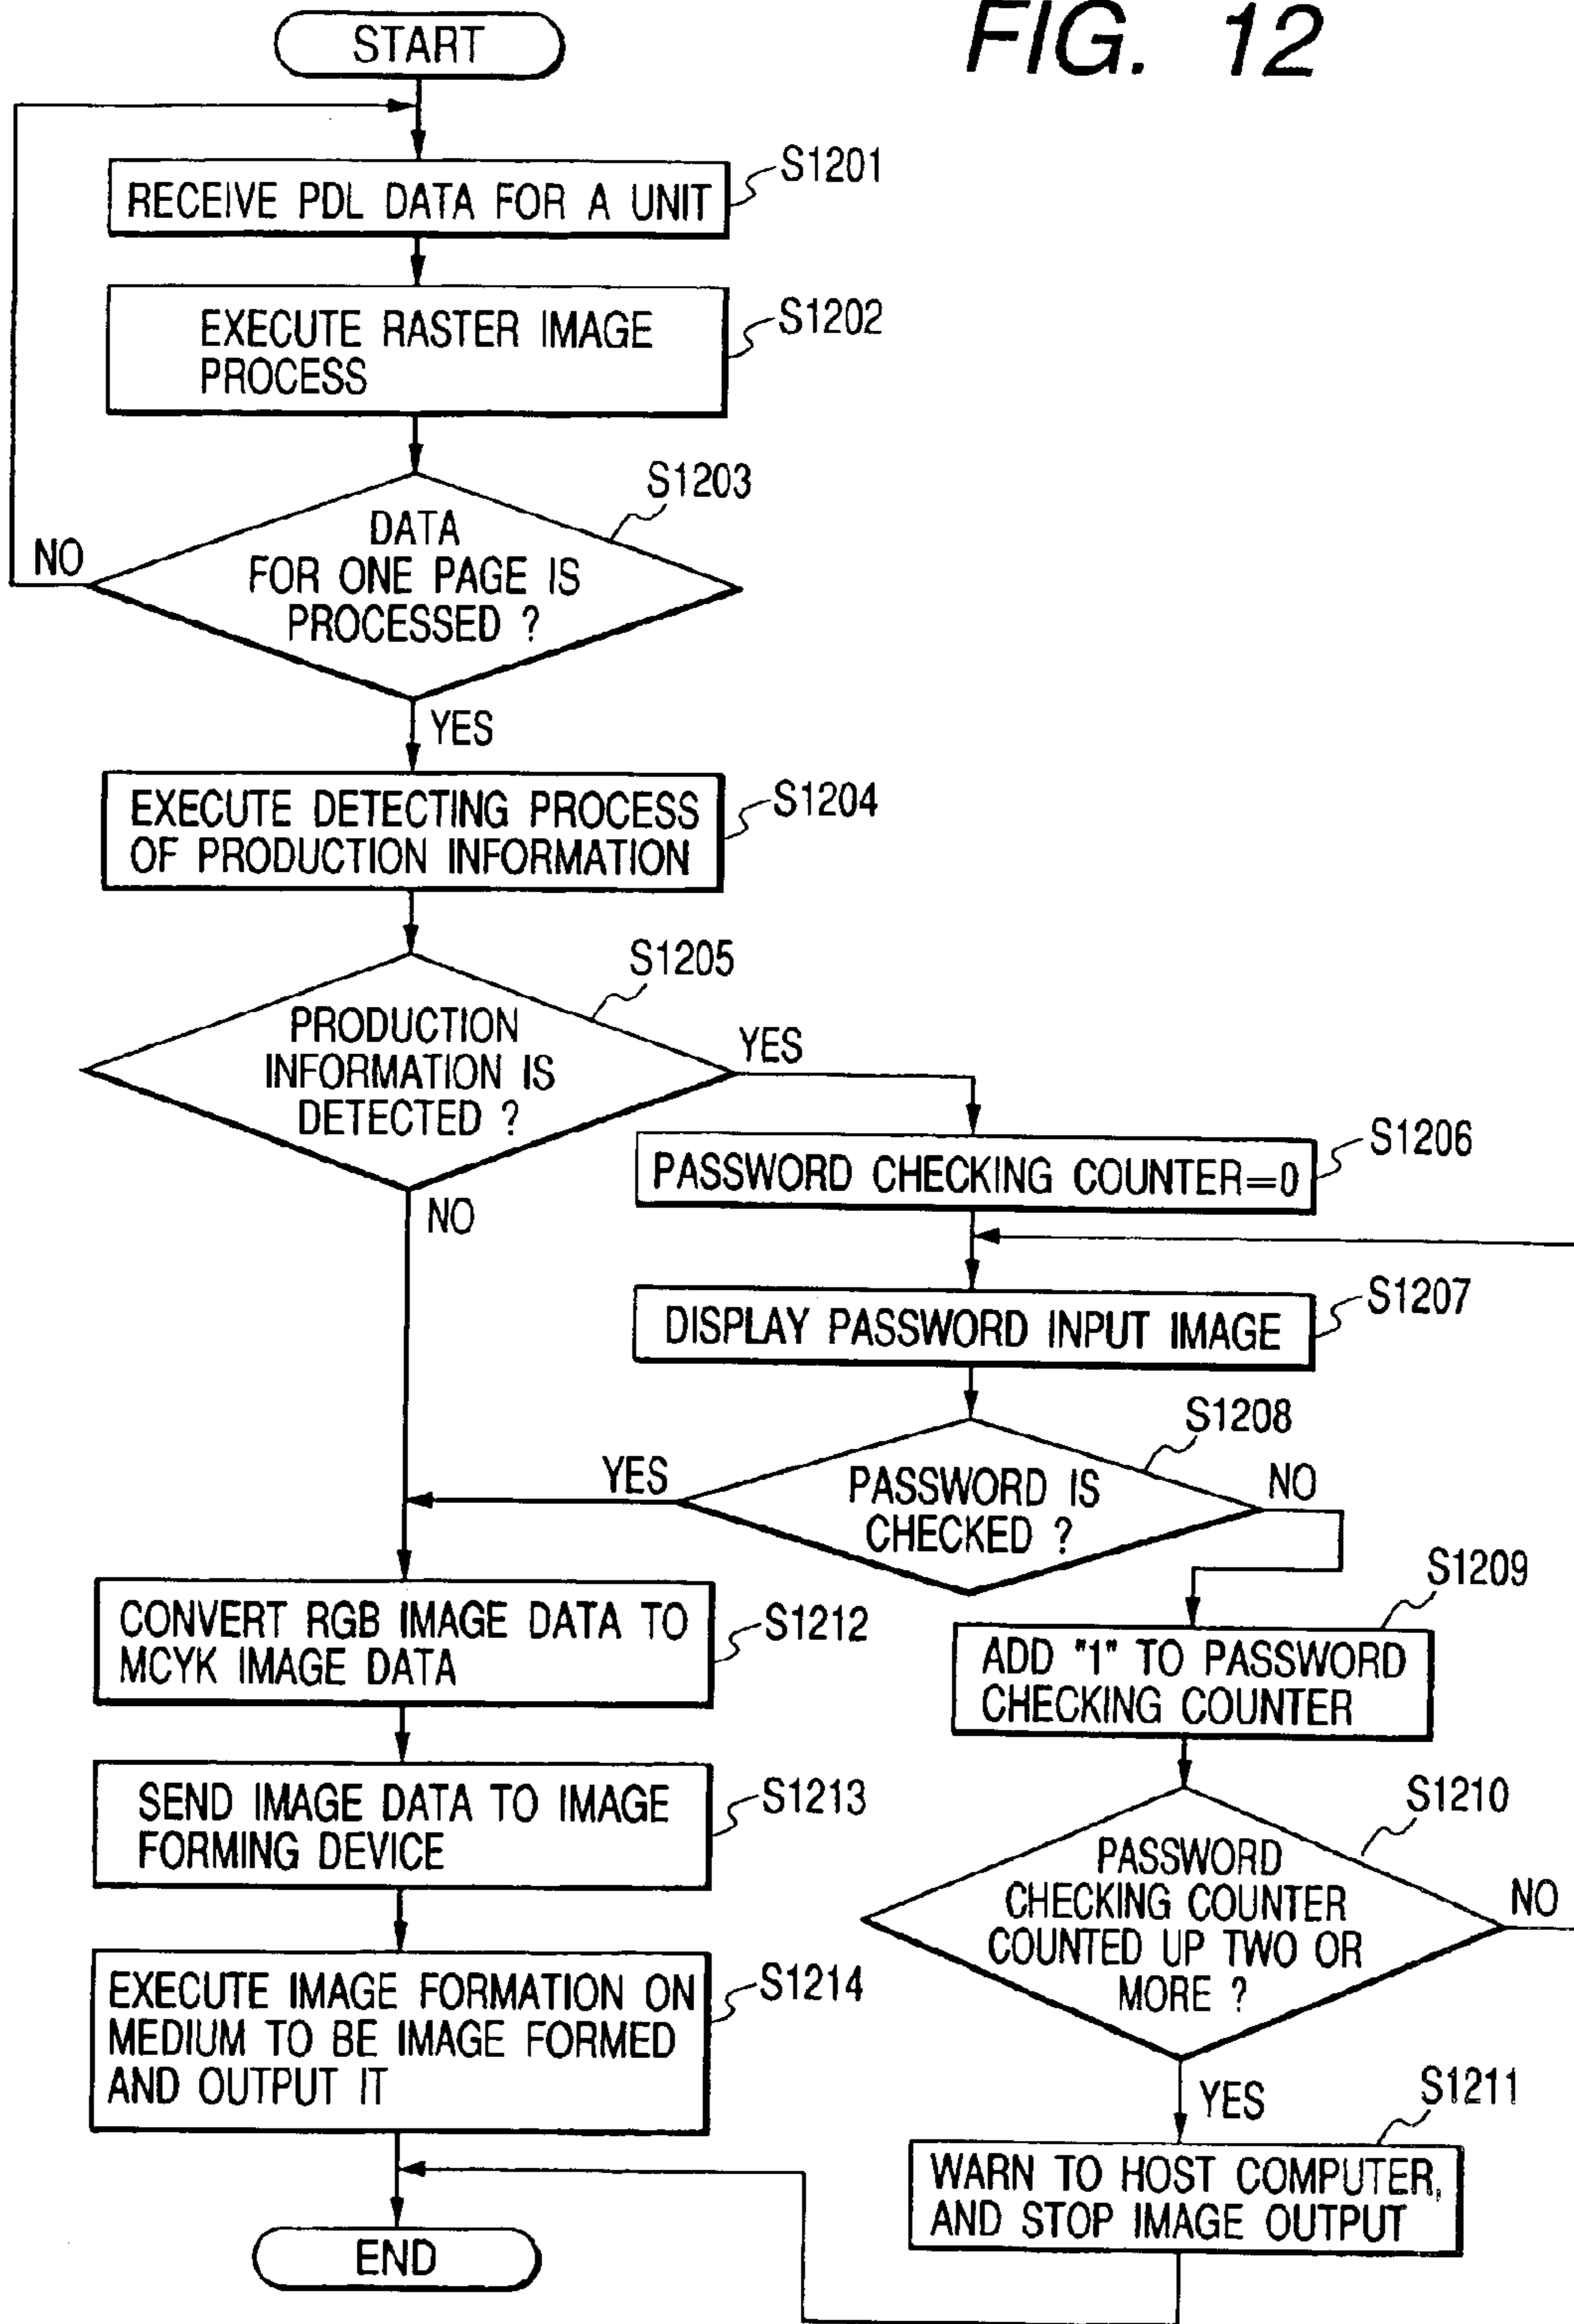 FIG. 12
START
S1201
RECEIVE PDL DATA FOR A UNIT
S1202
EXECUTE RASTER IMAGE
PROCESS
S1203
DATA
FOR ONE PAGE IS
PROCESSED ?
NO
YES
S1204
EXECUTE DETECTING PROCESS
OF PRODUCTION INFORMATION
S1205
PRODUCTION
INFORMATION IS
DETECTED ?
YES
NO
S1206
PASSWORD CHECKING COUNTER=0
S1207
DISPLAY PASSWORD INPUT IMAGE
S1208
PASSWORD IS
CHECKED ?
YES
NO
S1209
ADD "1" TO PASSWORD
CHECKING COUNTER
S1210
PASSWORD
CHECKING COUNTER
COUNTED UP TWO OR
MORE ?
NO
YES
S1211
WARN TO HOST COMPUTER,
AND STOP IMAGE OUTPUT
S1212
CONVERT RGB IMAGE DATA TO
MCYK IMAGE DATA
S1213
SEND IMAGE DATA TO IMAGE
FORMING DEVICE
S1214
EXECUTE IMAGE FORMATION ON
MEDIUM TO BE IMAGE FORMED
AND OUTPUT IT
END